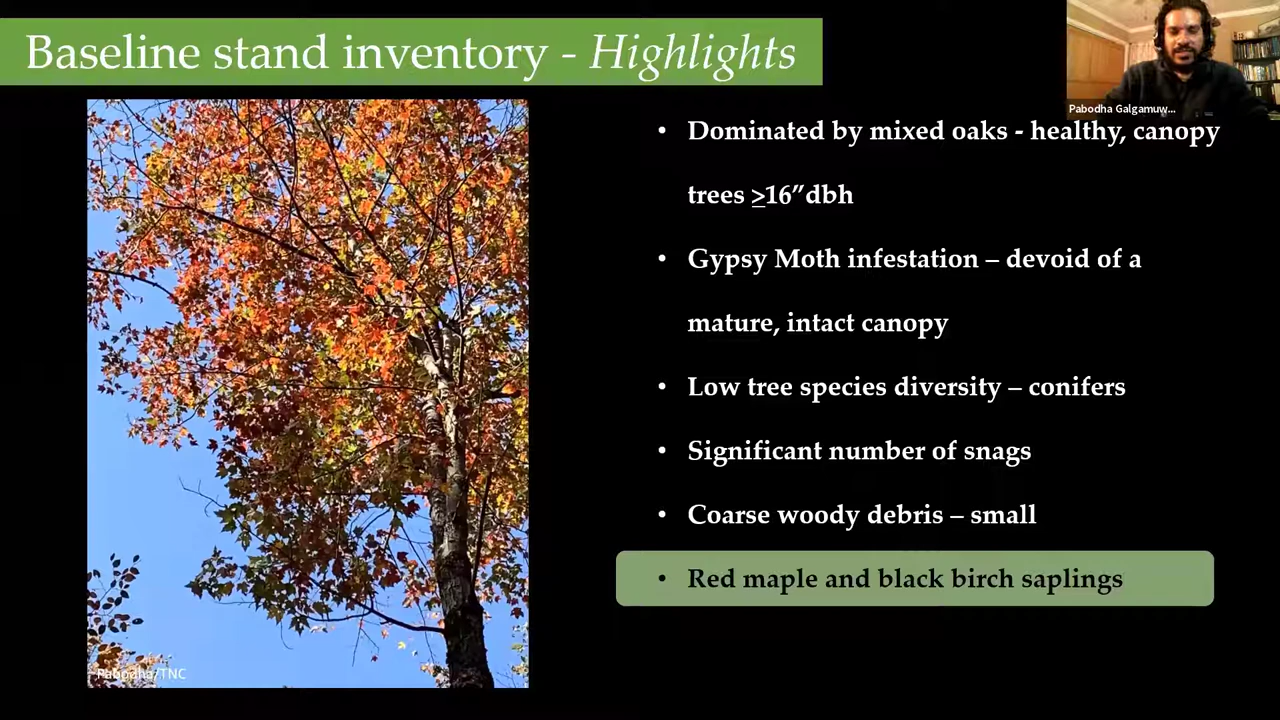 Baseline stand inventory - Highlights
Pabodha Galgamuw...
• Dominated by mixed oaks - healthy, canopy
trees ≥16”dbh
• Gypsy Moth infestation – devoid of a
mature, intact canopy
• Low tree species diversity – conifers
• Significant number of snags
• Coarse woody debris – small
• Red maple and black birch saplings
Pabodha/TNC